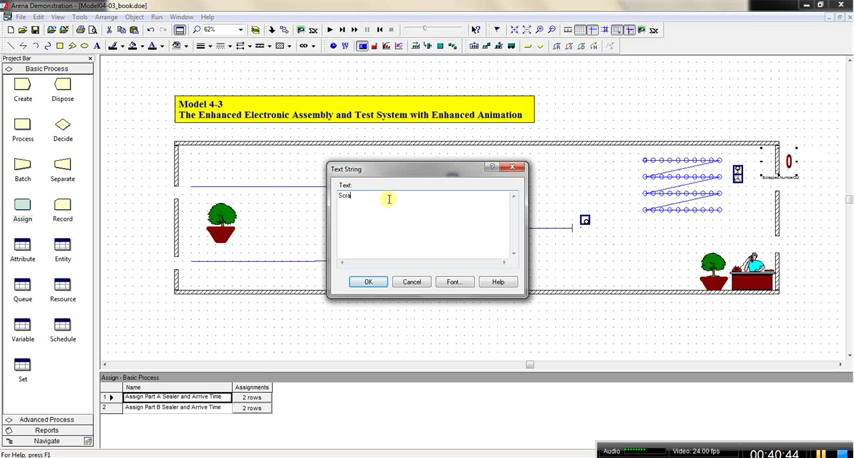 Arena Demonstration - [Model04-03_book.doe]
File Edit View Tools Arrange Object Run Window Help
62%
Project Bar
Basic Process
Create Dispose
Process Decide
Batch Separate
Assign Record
Attribute Entity
Queue Resource
Variable Schedule
Set
Advanced Process
Reports
Navigate
Model 4-3
The Enhanced Electronic Assembly and Test System with Enhanced Animation
Text String
Text:
Scra
OK Cancel Font... Help
Assign - Basic Process
Name Assignments
1 Assign Part A Sealer and Arrive Time 2 rows
2 Assign Part B Sealer and Arrive Time 2 rows
For Help, press F1
Audio Video: 24.00 fps 00:40:44